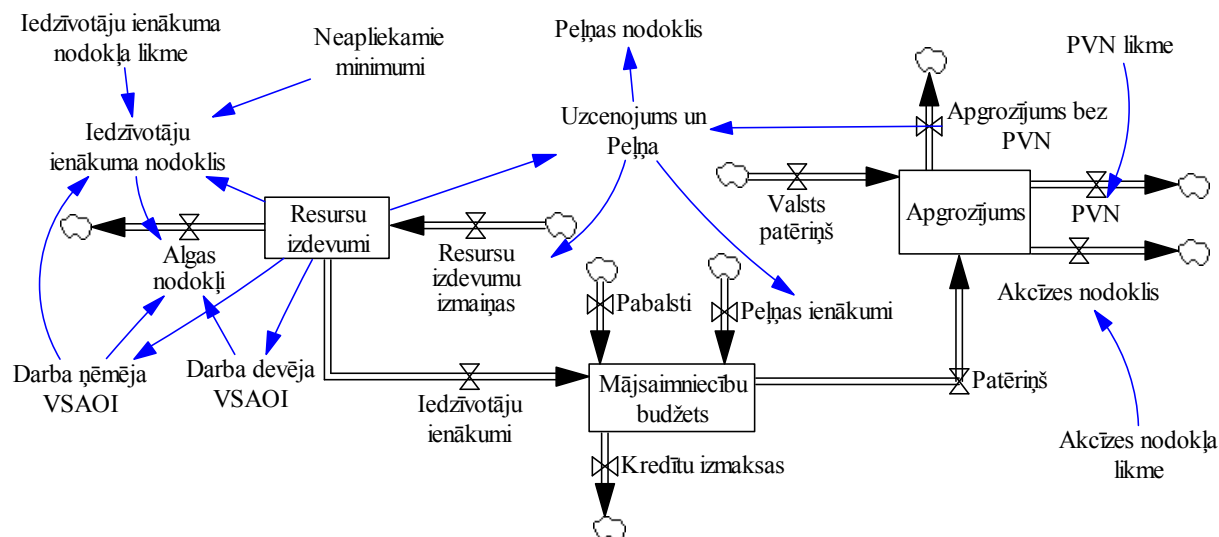 Iedzīvotāju ienākuma
nodokļa likme
Neapliekamie
minimumi
Peļņas nodoklis
PVN likme
Iedzīvotāju
ienākuma nodoklis
Uzcenojums un
Peļņa
Apgrozījums bez
PVN
Resursu
izdevumi
Algas
nodokļi
Resursu
izdevumu
izmaiņas
Valsts
patēriņš
Apgrozījums
PVN
Akcīzes nodoklis
Pabalsti
Peļņas ienākumi
Darba ņēmēja
VSAOI
Darba devēja
VSAOI
Iedzīvotāju
ienākumi
Mājsaimniecību
budžets
Patēriņš
Kredītu izmaksas
Akcīzes nodokļa
likme